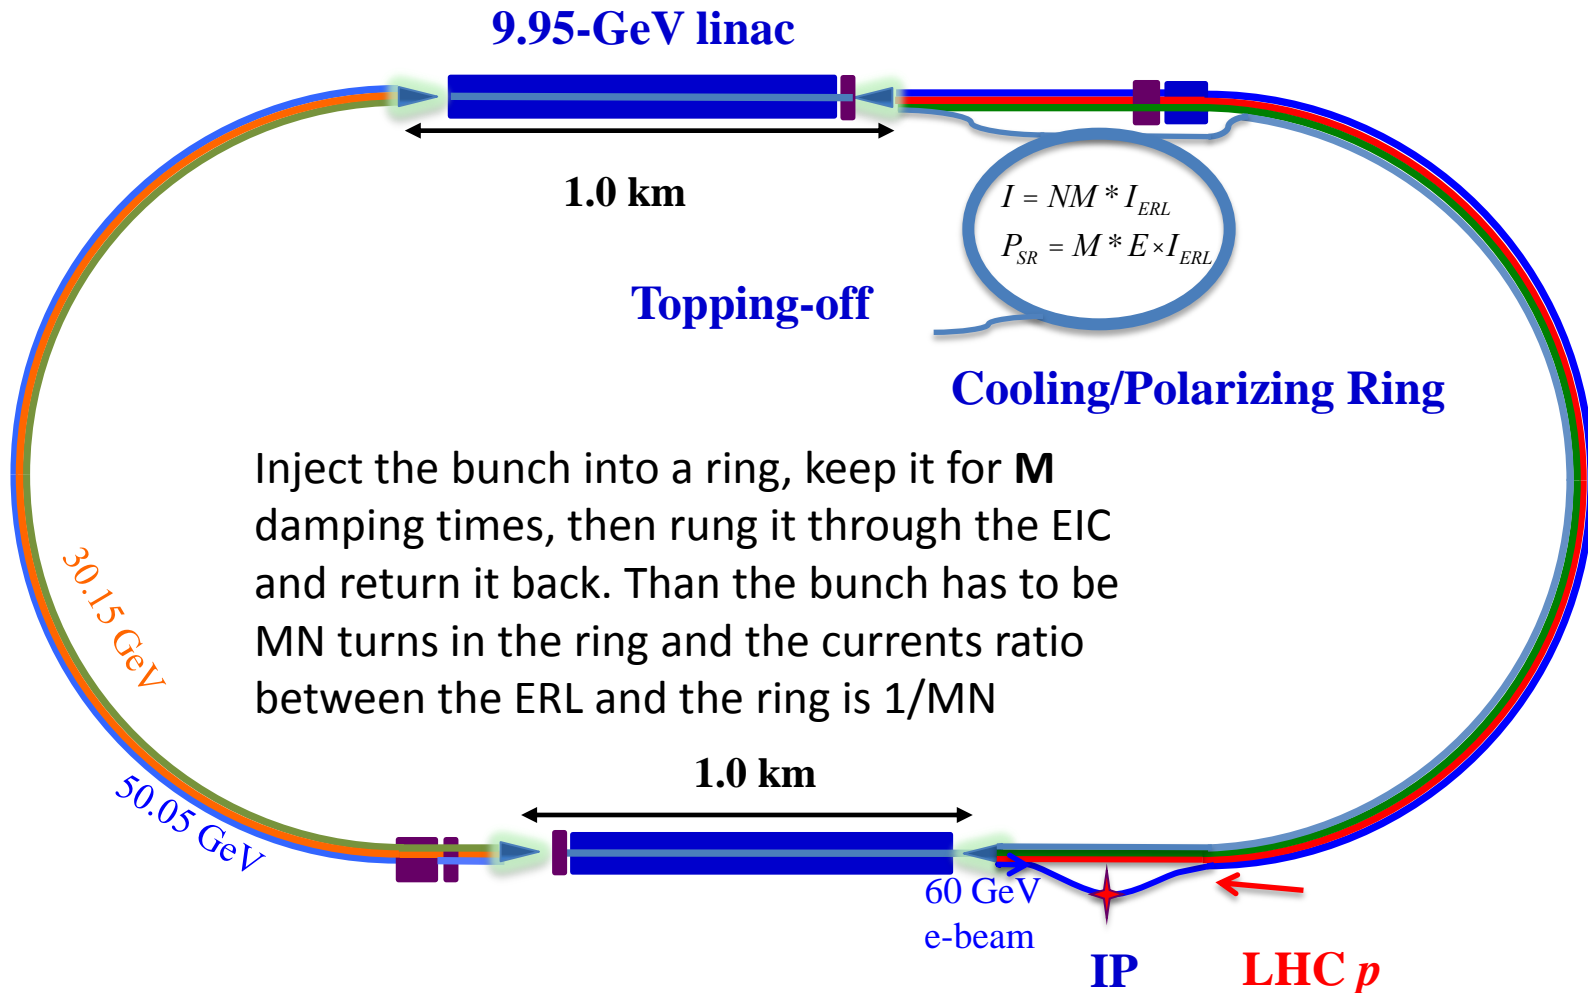 9.95-GeV linac
1.0 km
I = NM * I_ERL
P_SR = M * E × I_ERL
Topping-off
Cooling/Polarizing Ring
Inject the bunch into a ring, keep it for M
damping times, then rung it through the EIC
and return it back. Than the bunch has to be
MN turns in the ring and the currents ratio
between the ERL and the ring is 1/MN
30.15 GeV
50.05 GeV
1.0 km
60 GeV
e-beam
IP
LHC p